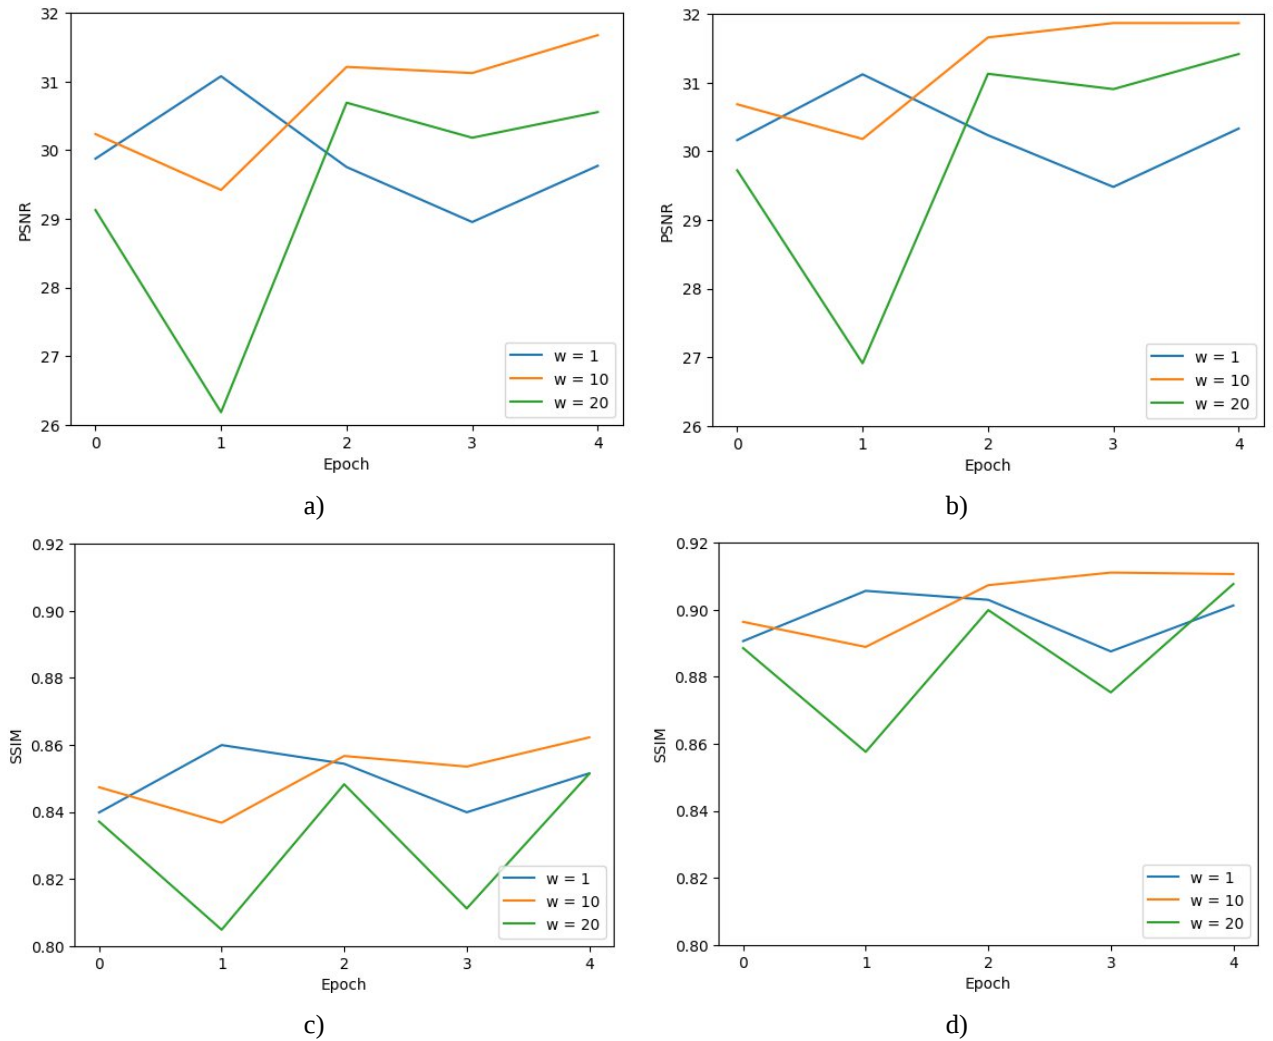 32
31
30
29
28
27
26
PSNR
0 1 2 3 4
Epoch
w = 1
w = 10
w = 20
a)
32
31
30
29
28
27
26
PSNR
0 1 2 3 4
Epoch
w = 1
w = 10
w = 20
b)
0.92
0.90
0.88
0.86
0.84
0.82
0.80
SSIM
0 1 2 3 4
Epoch
w = 1
w = 10
w = 20
c)
0.92
0.90
0.88
0.86
0.84
0.82
0.80
SSIM
0 1 2 3 4
Epoch
w = 1
w = 10
w = 20
d)